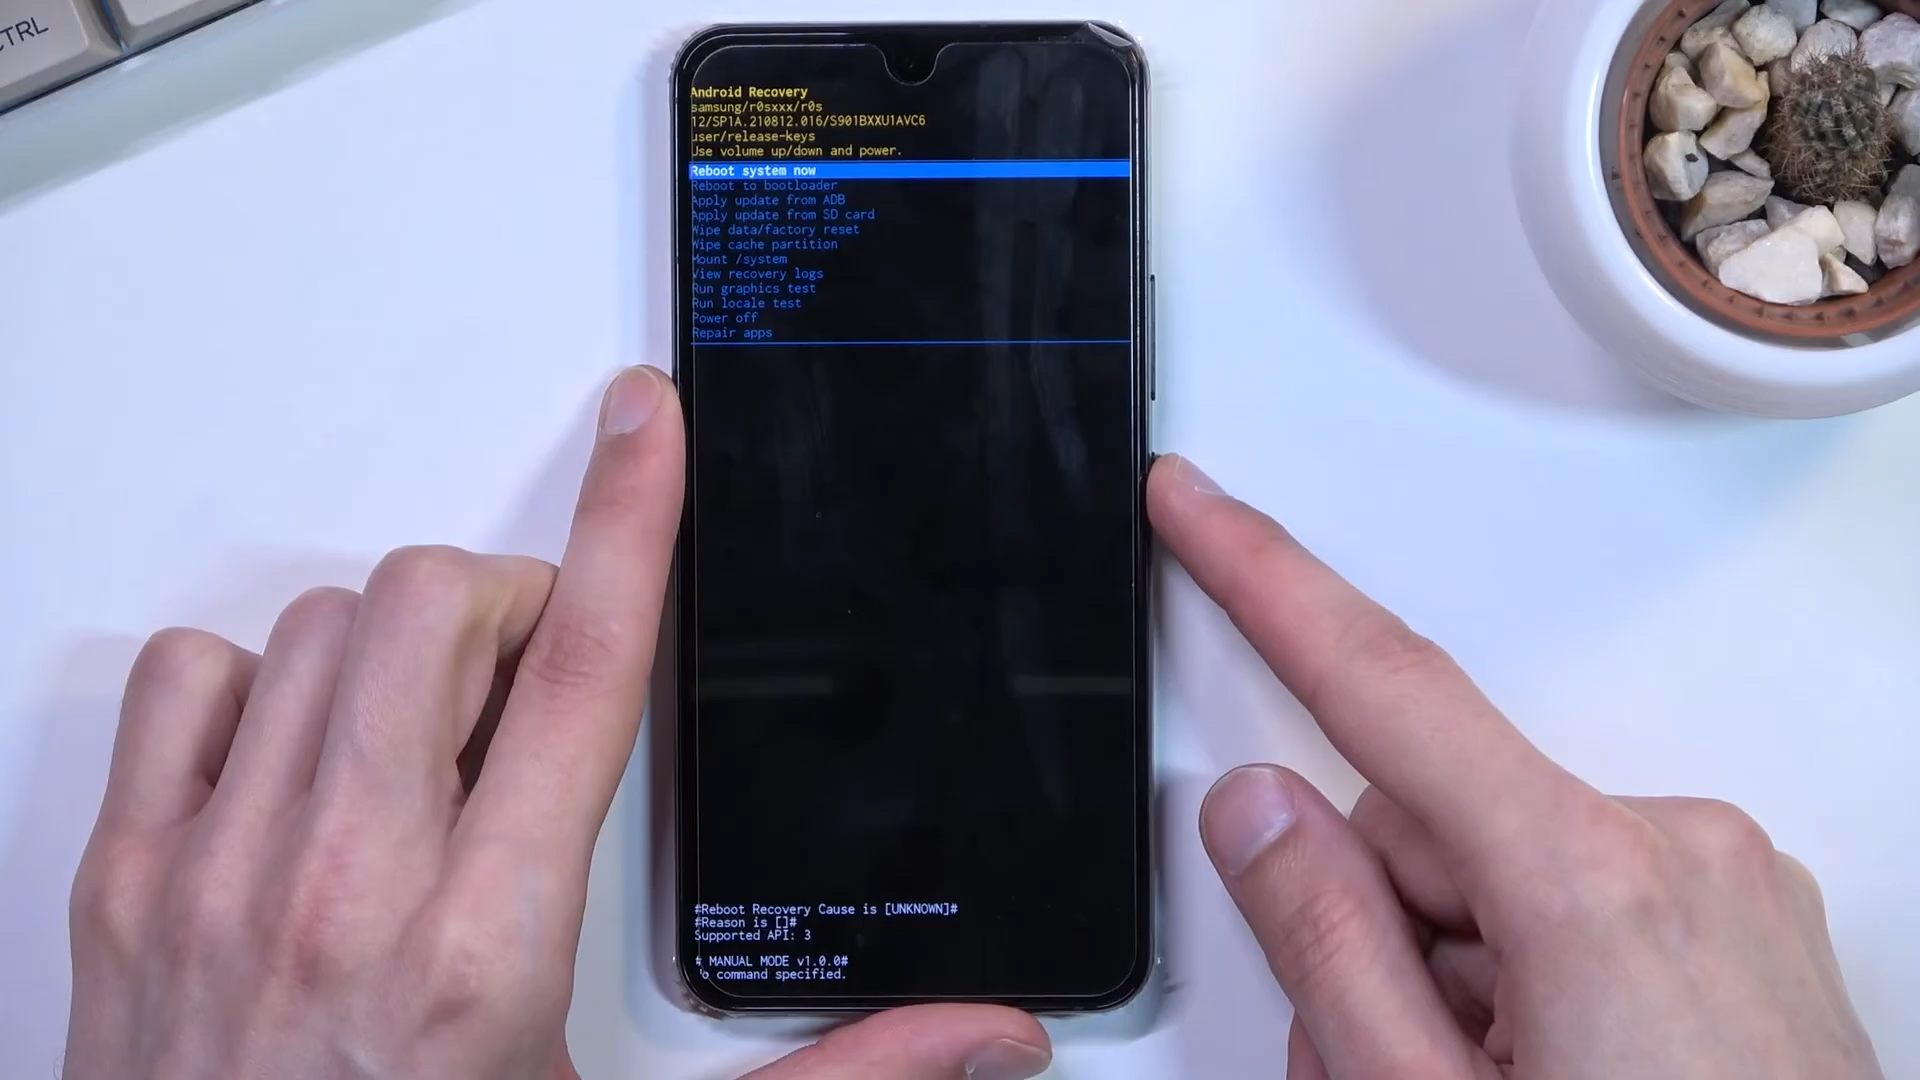 CTRL
Android Recovery
samsung/r0sxxx/r0s
12/SP1A.210812.016/S901BXXU1AVC6
user/release-keys
Use volume up/down and power.
Reboot system now
Reboot to bootloader
Apply update from ADB
Apply update from SD card
Wipe data/factory reset
Wipe cache partition
Mount /system
View recovery logs
Run graphics test
Run locale test
Power off
Repair apps
#Reboot Recovery Cause is [UNKNOWN]#
#Reason is []#
Supported API: 3
# MANUAL MODE v1.0.0#
No command specified.